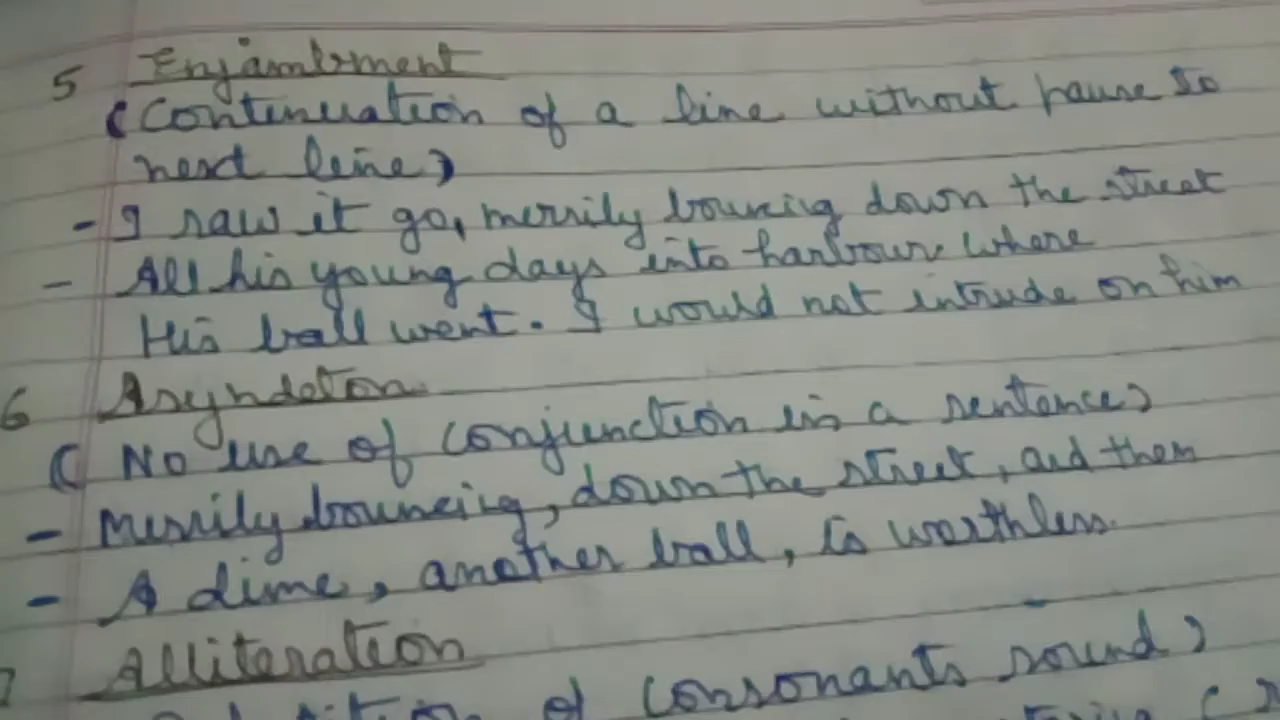 5 Enjambment
(Continuation of a line without pause to
next line)
- I saw it go, merrily bouncing down the street
- All his young days into harbour where
His ball went. I would not intrude on him
6 Asyndeton
( No use of conjunction in a sentence)
- Merrily bouncing, down the street, and then
- A dime, another ball, is worthless.
7 Alliteration
of consonants sound)